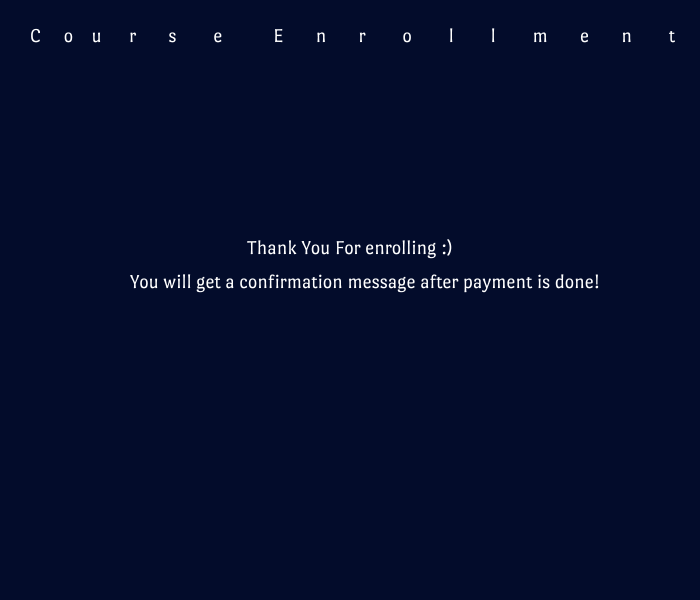 Course Enrollment
Thank You For enrolling :)
You will get a confirmation message after payment is done!